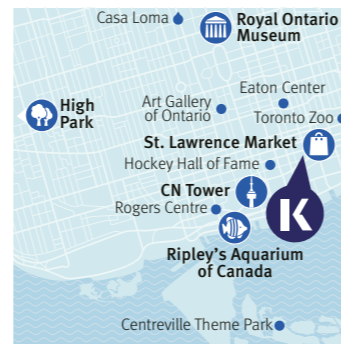 Casa Loma
Royal Ontario
Museum
High
Park
Eaton Center
Art Gallery
of Ontario
Toronto Zoo
St. Lawrence Market
Hockey Hall of Fame
CN Tower
Rogers Centre
K
Ripley's Aquarium
of Canada
Centreville Theme Park